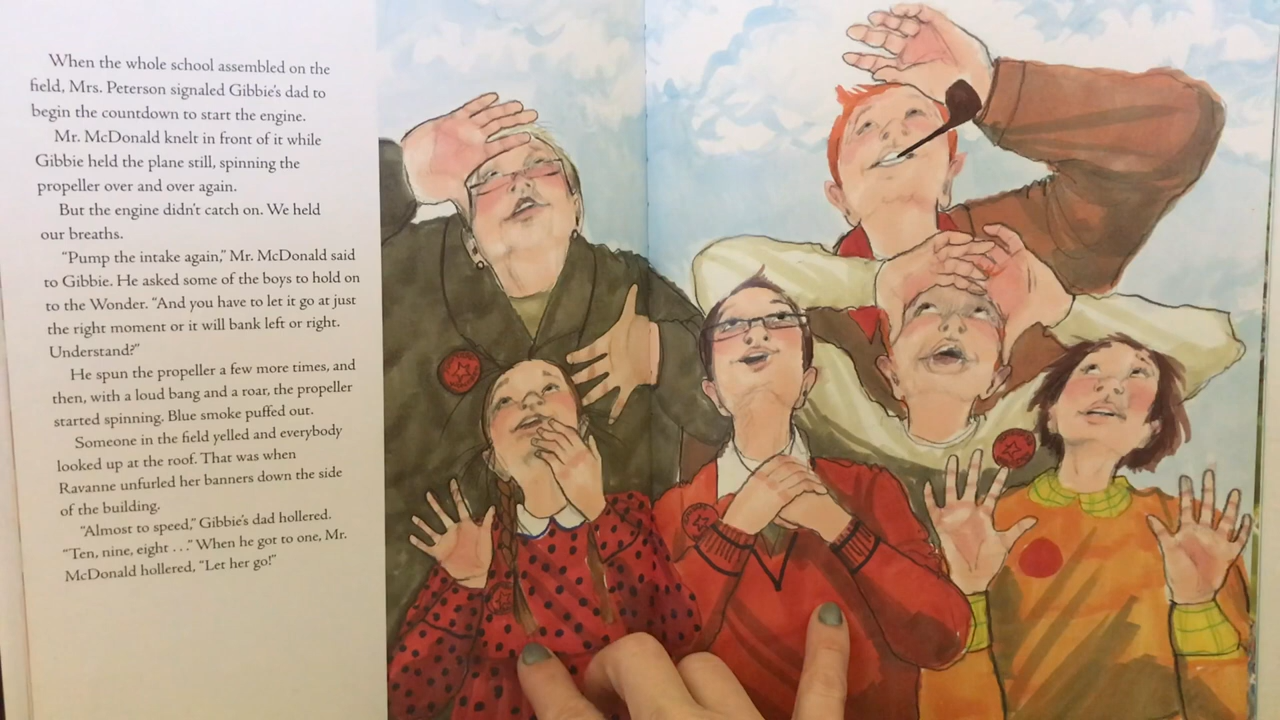 When the whole school assembled on the
field, Mrs. Peterson signaled Gibbie's dad to
begin the countdown to start the engine.
Mr. McDonald knelt in front of it while
Gibbie held the plane still, spinning the
propeller over and over again.
But the engine didn't catch on. We held
our breaths.
"Pump the intake again," Mr. McDonald said
to Gibbie. He asked some of the boys to hold on
to the Wonder. "And you have to let it go at just
the right moment or it will bank left or right.
Understand?"
He spun the propeller a few more times, and
then, with a loud bang and a roar, the propeller
started spinning. Blue smoke puffed out.
Someone in the field yelled and everybody
looked up at the roof. That was when
Ravanne unfurled her banners down the side
of the building.
"Almost to speed," Gibbie's dad hollered.
"Ten, nine, eight . . ." When he got to one, Mr.
McDonald hollered, "Let her go!"